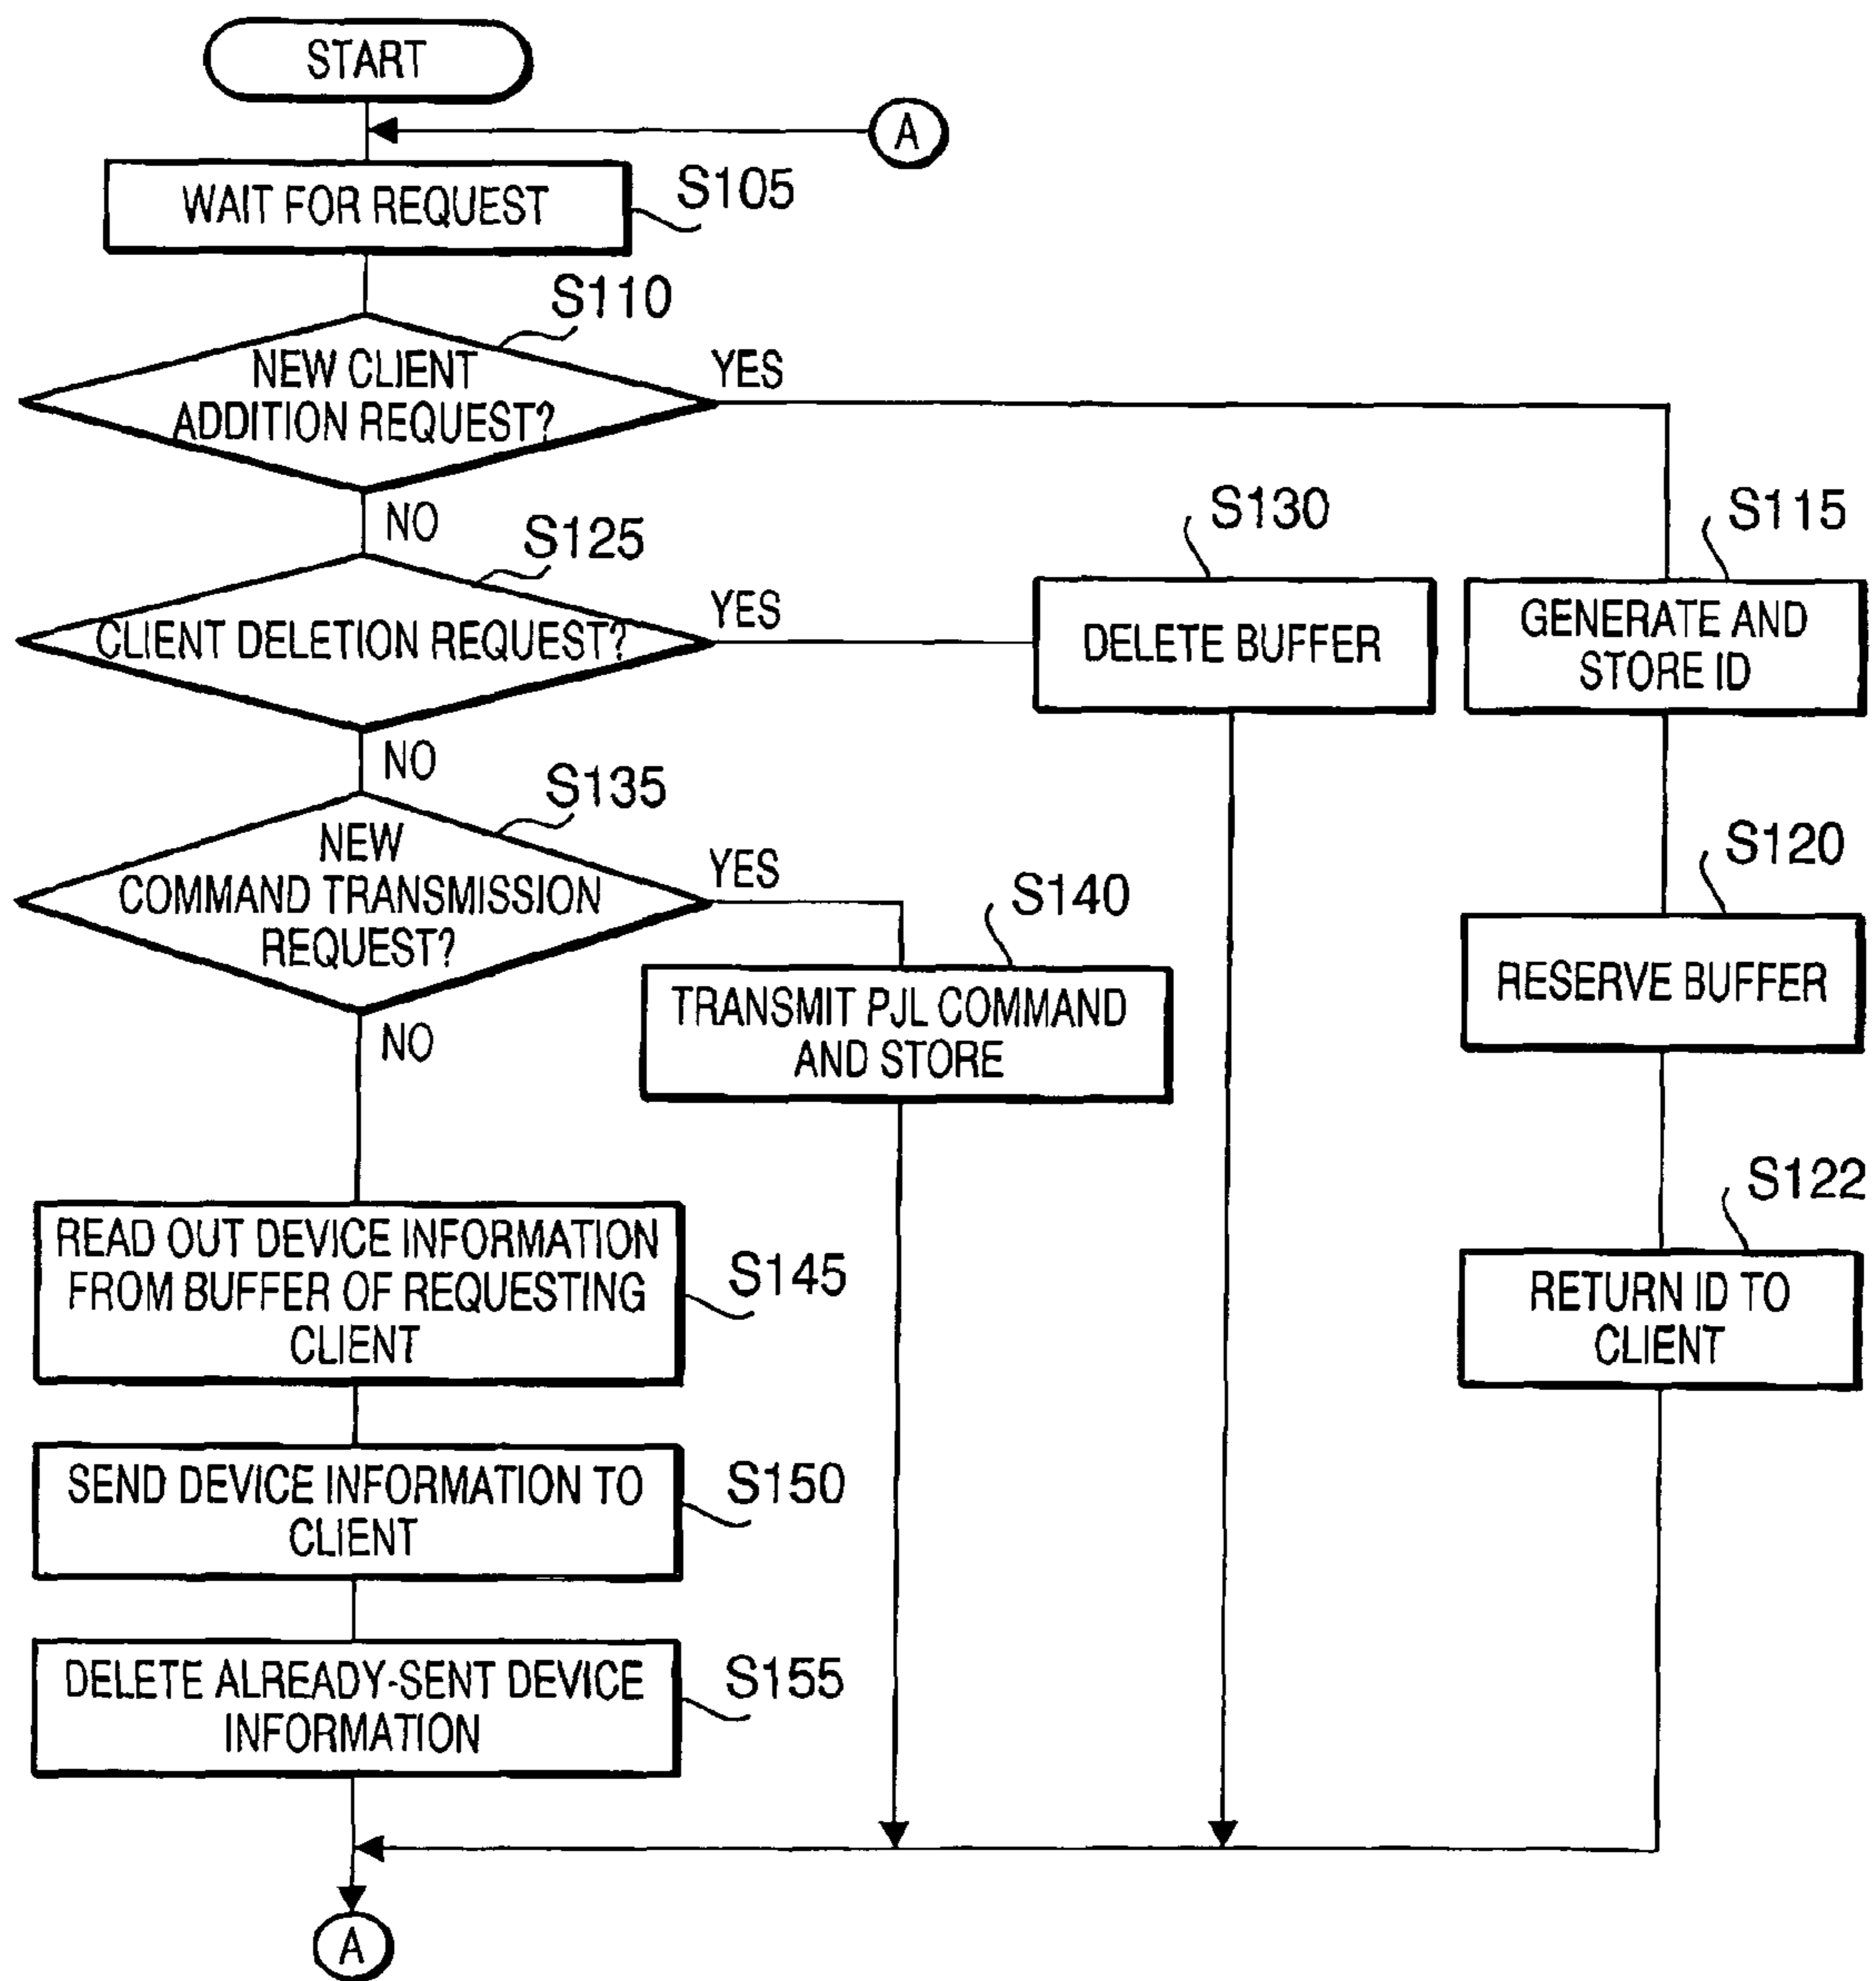 START
A
WAIT FOR REQUEST
S105
S110
NEW CLIENT
ADDITION REQUEST?
YES
NO
S125
CLIENT DELETION REQUEST?
YES
S130
DELETE BUFFER
S115
GENERATE AND
STORE ID
NO
S135
NEW
COMMAND TRANSMISSION
REQUEST?
YES
S140
TRANSMIT PJL COMMAND
AND STORE
S120
RESERVE BUFFER
NO
S122
RETURN ID TO
CLIENT
READ OUT DEVICE INFORMATION
FROM BUFFER OF REQUESTING
CLIENT
S145
SEND DEVICE INFORMATION TO
CLIENT
S150
DELETE ALREADY-SENT DEVICE
INFORMATION
S155
A